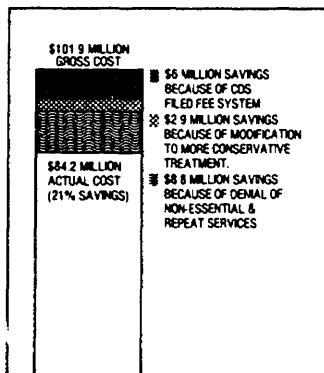 $101.9 MILLION
GROSS COST
$6 MILLION SAVINGS
BECAUSE OF CDS
FILED FEE SYSTEM
$2.9 MILLION SAVINGS
BECAUSE OF MODIFICATION
TO MORE CONSERVATIVE
TREATMENT.
$8.8 MILLION SAVINGS
BECAUSE OF DENIAL OF
NON-ESSENTIAL &
REPEAT SERVICES
$84.2 MILLION
ACTUAL COST
(21% SAVINGS)